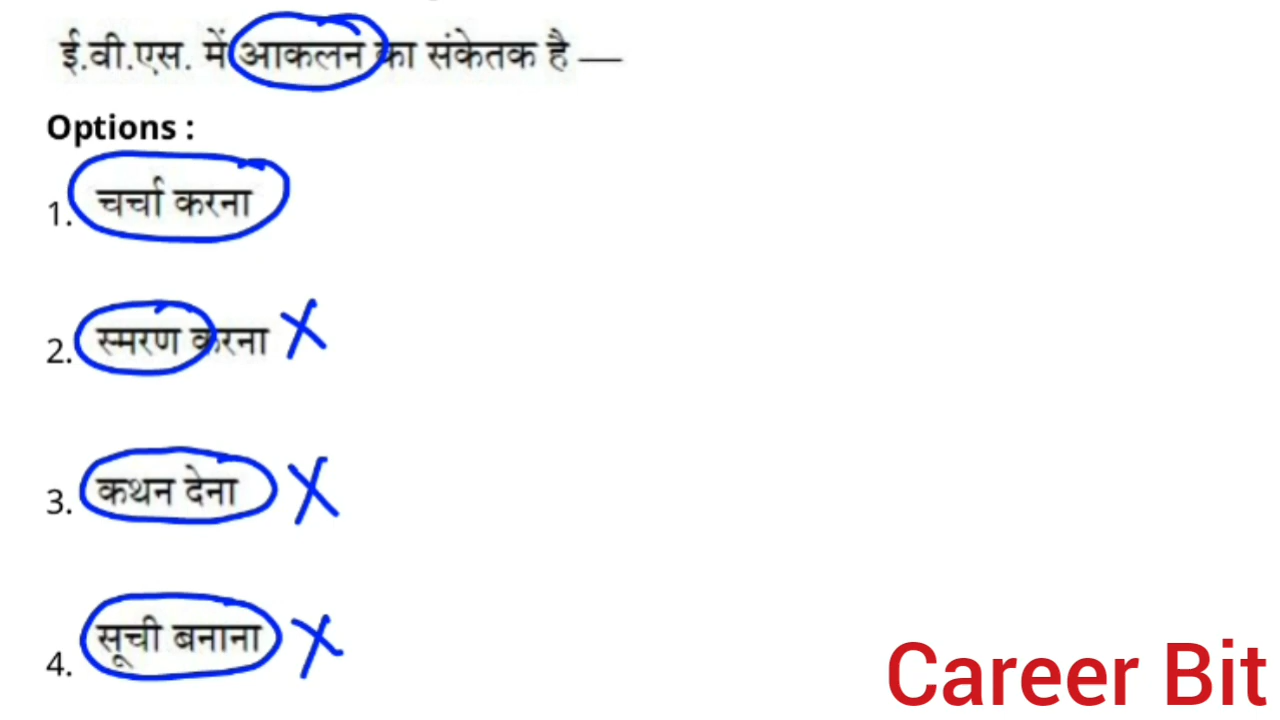 ई.वी.एस. में आकलन का संकेतक है —
Options :
1. चर्चा करना
2. स्मरण करना
3. कथन देना
4. सूची बनाना
Career Bit